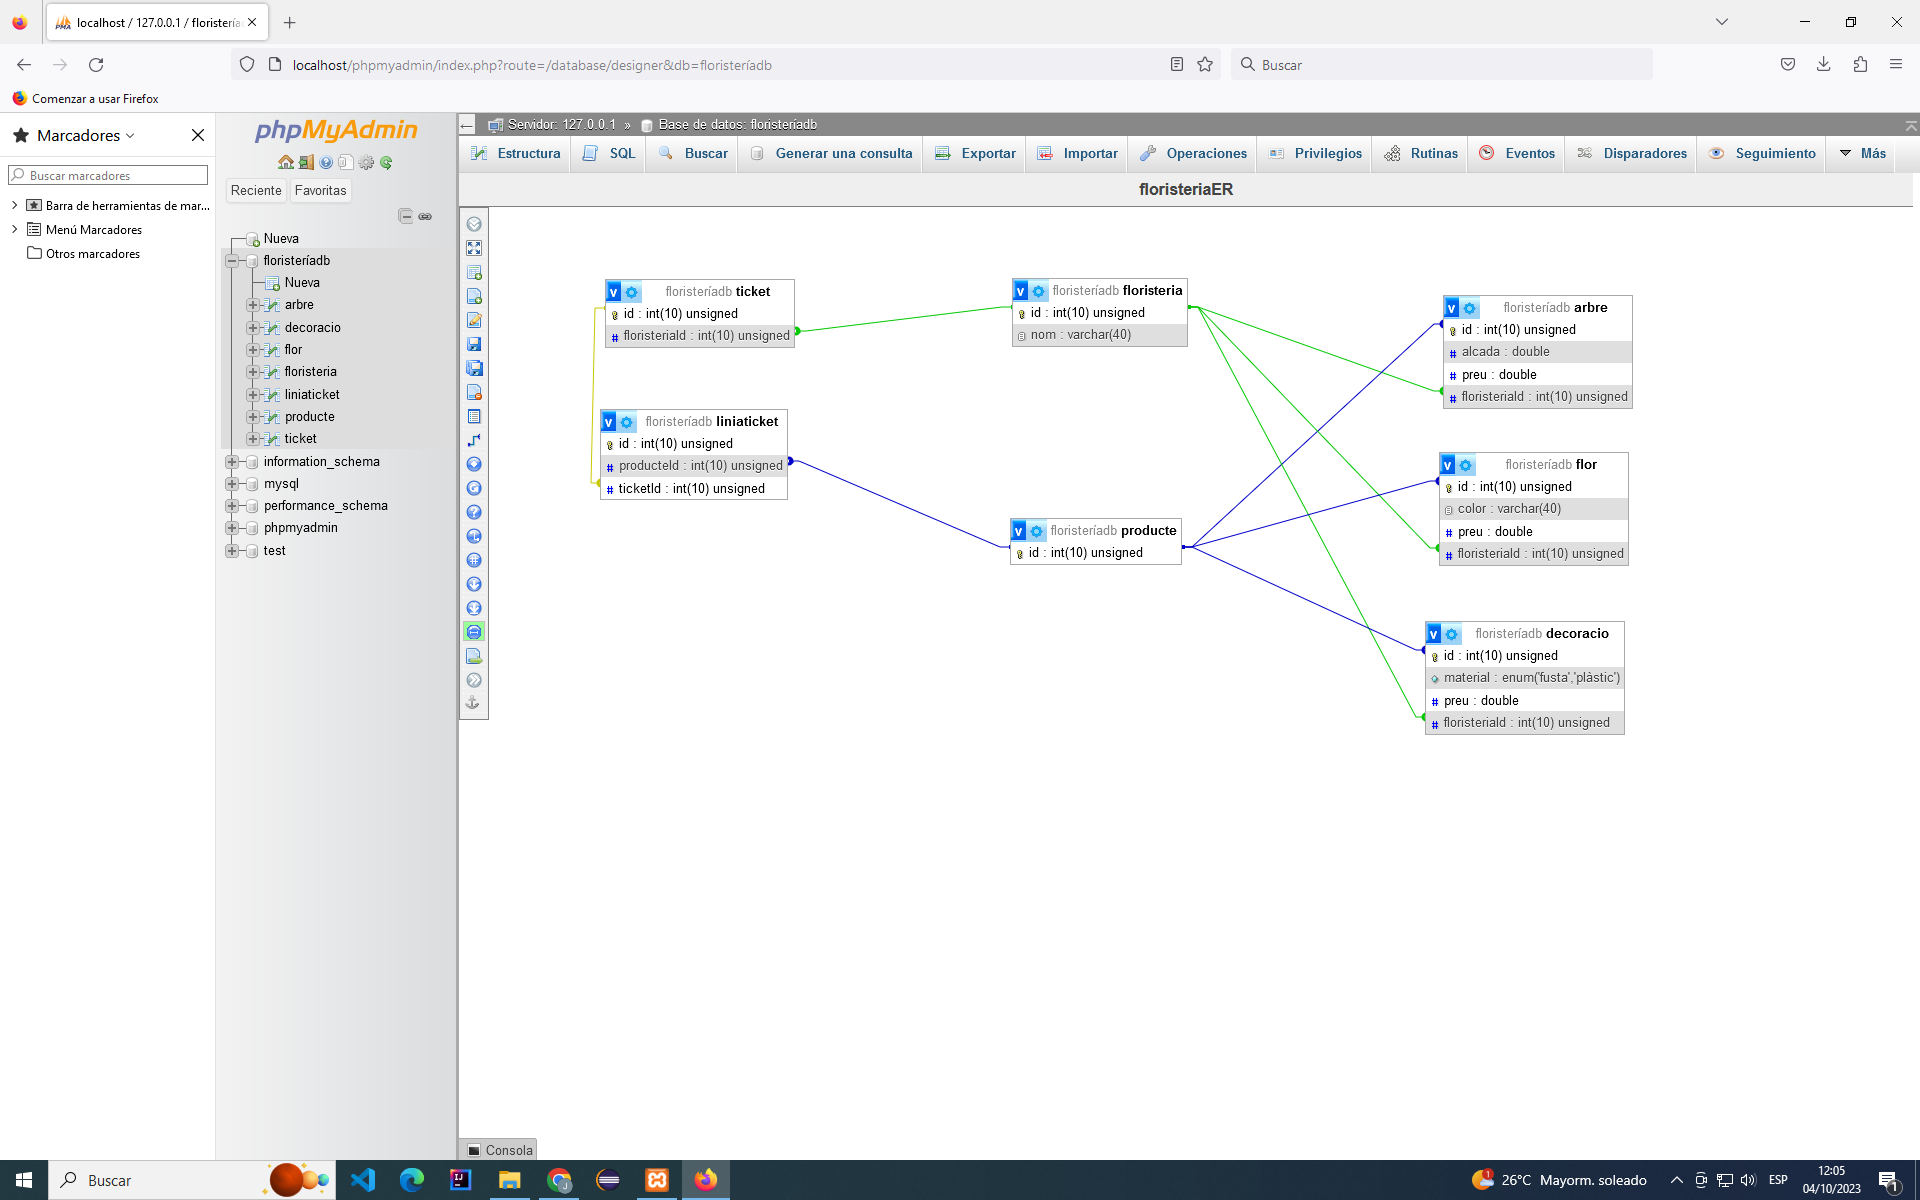 localhost / 127.0.0.1 / floristería
localhost/phpmyadmin/index.php?route=/database/designer&db=floristeríadb
Buscar
Comenzar a usar Firefox
Marcadores
Buscar marcadores
Barra de herramientas de mar...
Menú Marcadores
Otros marcadores
phpMyAdmin
Reciente
Favoritas
Nueva
floristeríadb
Nueva
arbre
decoracio
flor
floristeria
liniaticket
producte
ticket
information_schema
mysql
performance_schema
phpmyadmin
test
Servidor: 127.0.0.1 » Base de datos: floristeríadb
Estructura SQL Buscar Generar una consulta Exportar Importar Operaciones Privilegios Rutinas Eventos Disparadores Seguimiento Más
floristeriaER
v floristeríadb ticket
id : int(10) unsigned
# floristeriaId : int(10) unsigned
v floristeríadb floristeria
id : int(10) unsigned
nom : varchar(40)
v floristeríadb arbre
id : int(10) unsigned
# alcada : double
# preu : double
# floristeriaId : int(10) unsigned
v floristeríadb liniaticket
id : int(10) unsigned
# producteId : int(10) unsigned
# ticketId : int(10) unsigned
v floristeríadb flor
id : int(10) unsigned
color : varchar(40)
# preu : double
# floristeriaId : int(10) unsigned
v floristeríadb producte
id : int(10) unsigned
v floristeríadb decoracio
id : int(10) unsigned
material : enum('fusta','plàstic')
# preu : double
# floristeriaId : int(10) unsigned
Consola
Buscar
26°C Mayorm. soleado
ESP
12:05
04/10/2023